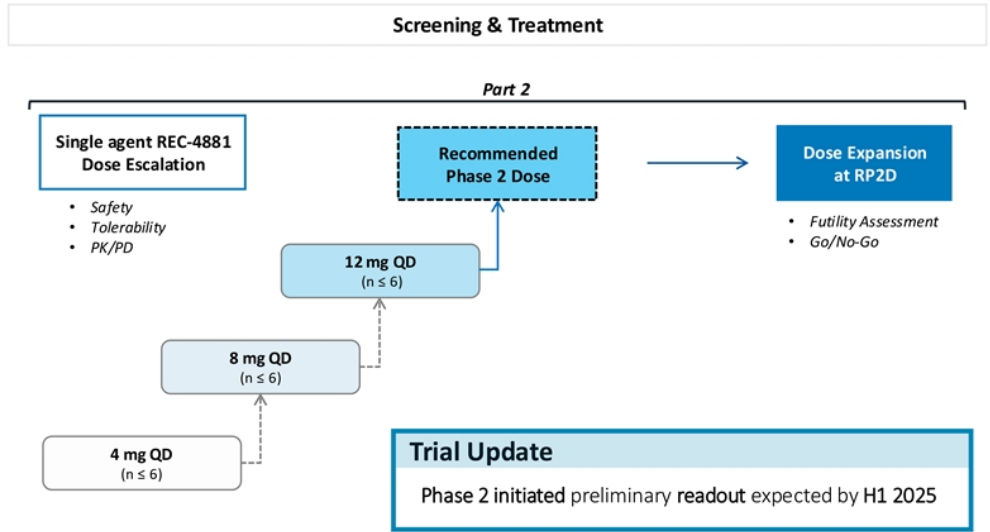 Screening & Treatment
Part 2
Single agent REC-4881
Dose Escalation
• Safety
• Tolerability
• PK/PD
Recommended
Phase 2 Dose
Dose Expansion
at RP2D
• Futility Assessment
• Go/No-Go
12 mg QD
(n ≤ 6)
8 mg QD
(n ≤ 6)
4 mg QD
(n ≤ 6)
Trial Update
Phase 2 initiated preliminary readout expected by H1 2025